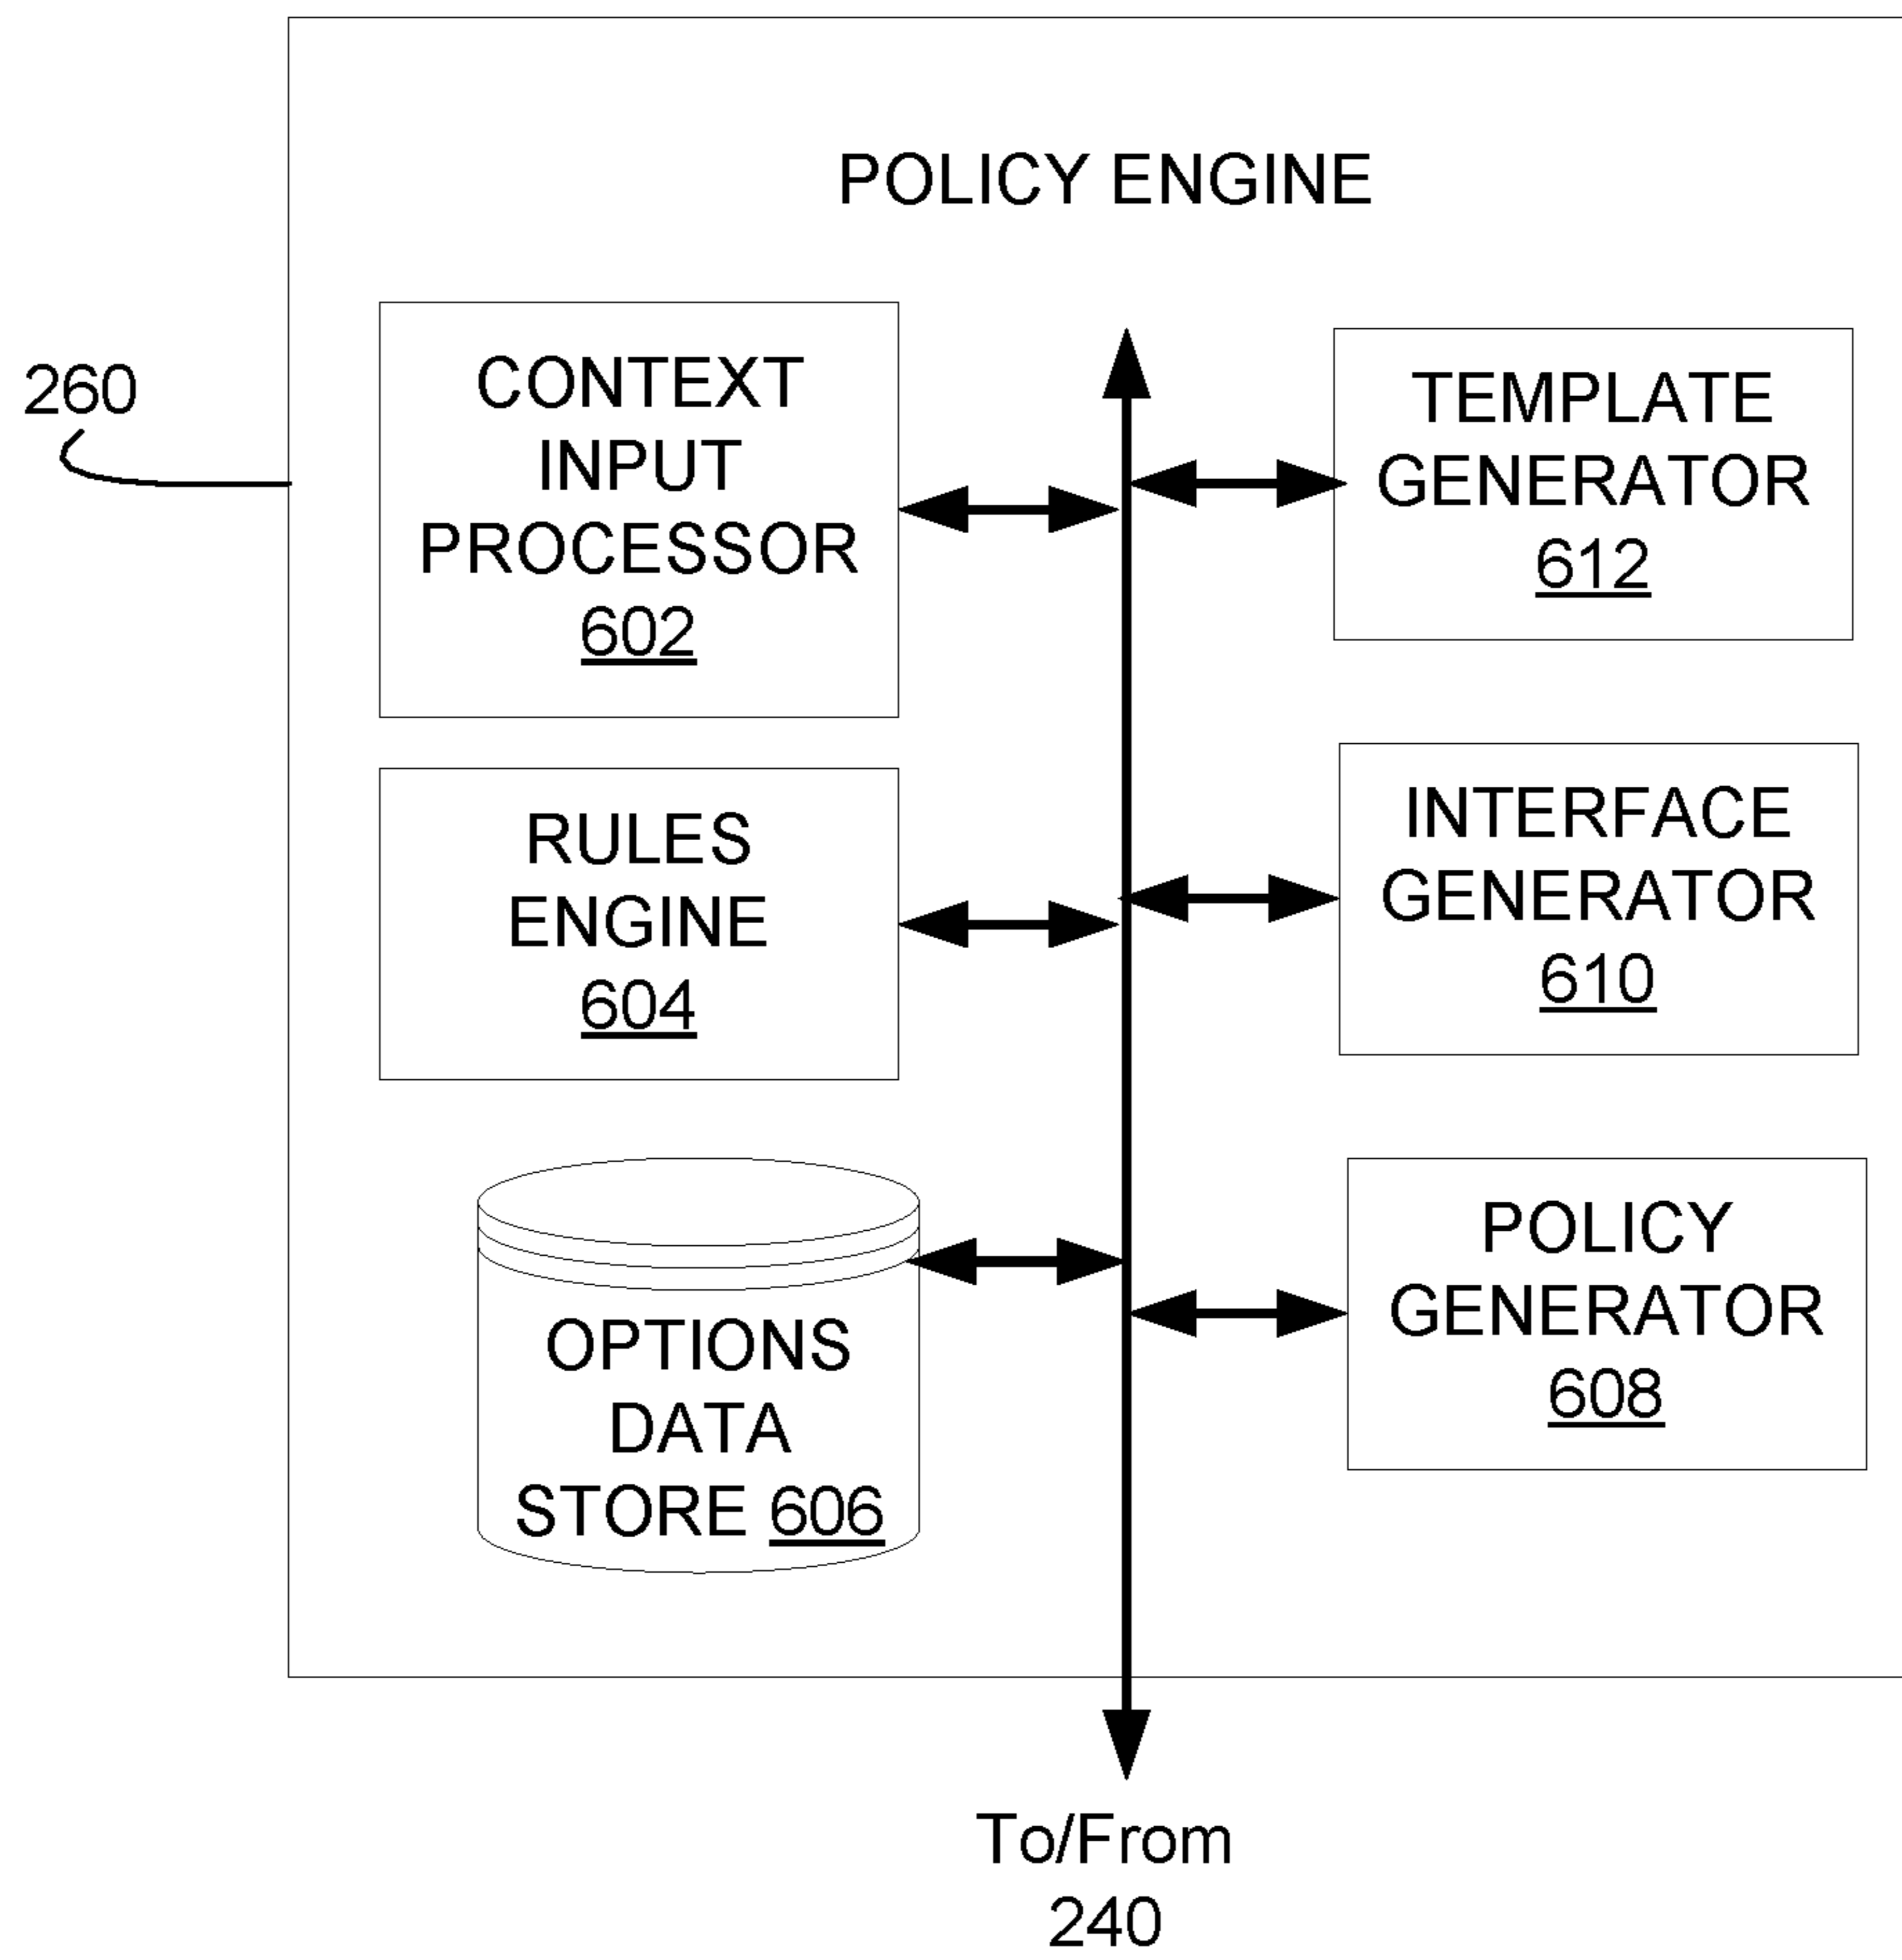 POLICY ENGINE
260
CONTEXT
INPUT
PROCESSOR
602
TEMPLATE
GENERATOR
612
RULES
ENGINE
604
INTERFACE
GENERATOR
610
OPTIONS
DATA
STORE 606
POLICY
GENERATOR
608
To/From
240